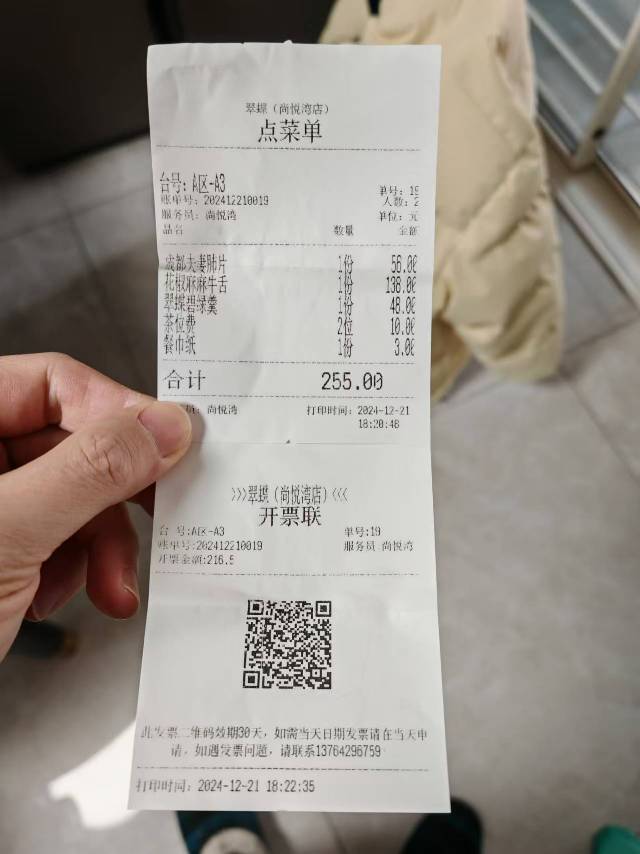 翠蝶（尚悦湾店）
点菜单
台号：A区-A3
单号：19
账单号：202412210019
人数：2
服务员：尚悦湾
单位：元
品名 数量 金额
成都夫妻肺片 1份 56.00
花椒麻麻牛舌 1份 138.00
翠蝶碧绿羹 1份 48.00
茶位费 2位 10.00
餐巾纸 1份 3.00
合计 255.00
员：尚悦湾 打印时间：2024-12-21
18:20:48
>>>翠蝶（尚悦湾店）<<<
开票联
台 号:A区-A3 单号:19
账单号:202412210019 服务员 尚悦湾
开票金额:216.5
此发票二维码效期30天，如需当天日期发票请在当天申
请，如遇发票问题，请联系13764296759
打印时间：2024-12-21 18:22:35